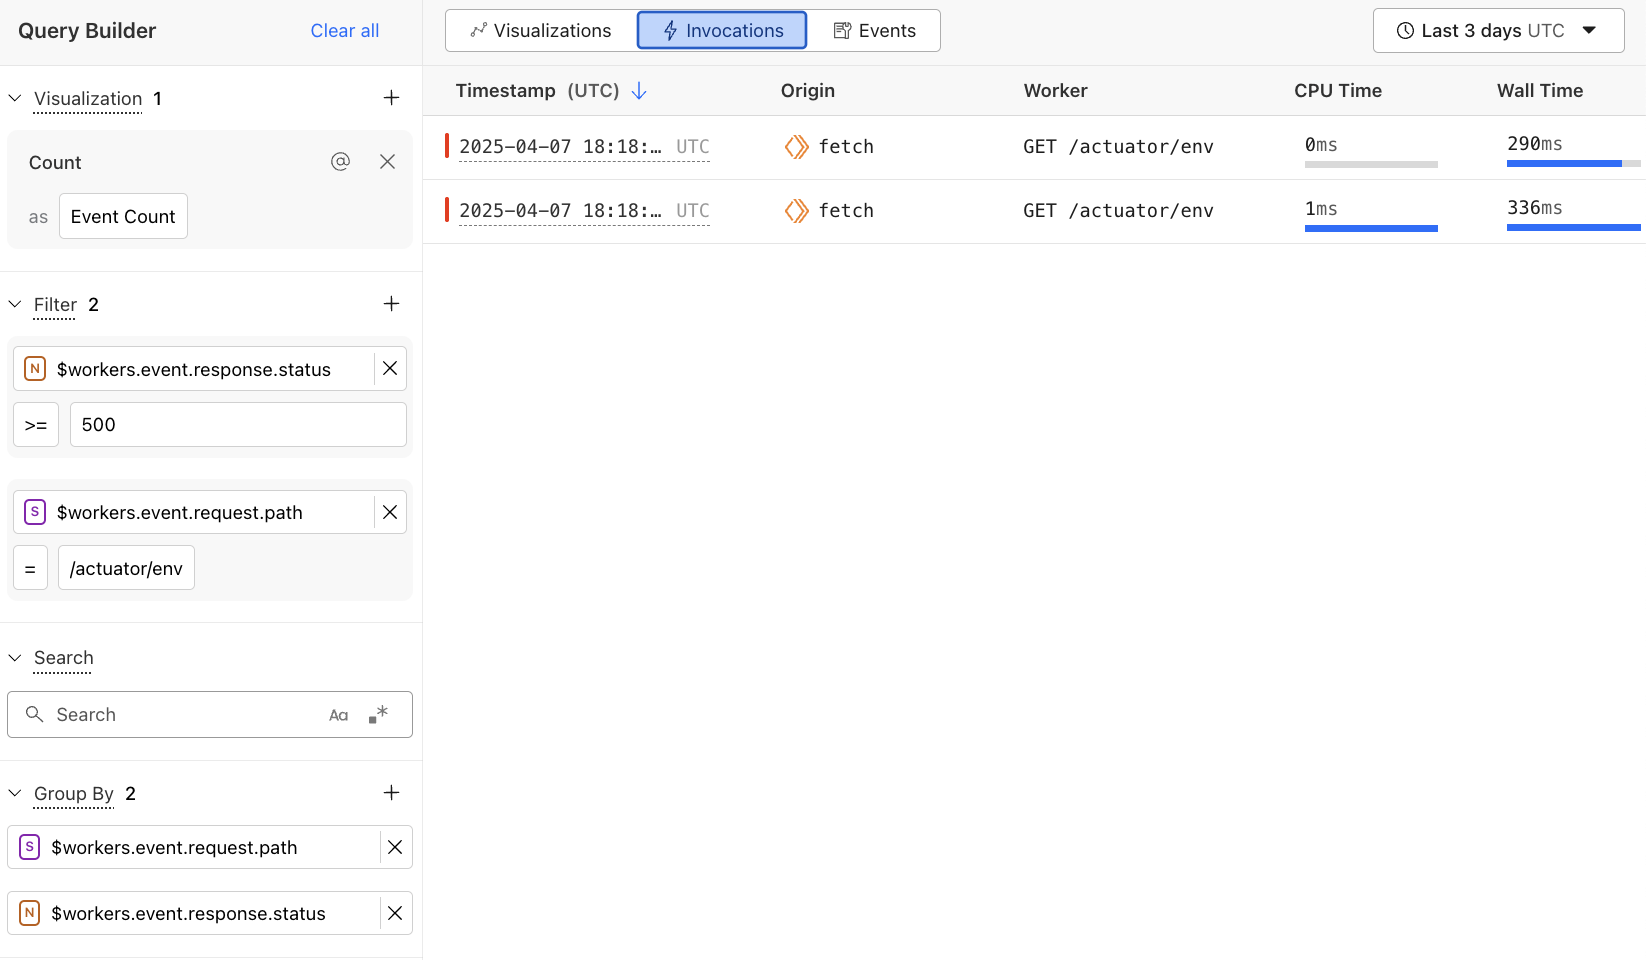 Query Builder
Clear all
Visualization 1
Count
as Event Count
Filter 2
N $workers.event.response.status
>= 500
S $workers.event.request.path
= /actuator/env
Search
Search Aa
Group By 2
S $workers.event.request.path
N $workers.event.response.status
Visualizations Invocations Events
Last 3 days UTC
Timestamp (UTC) Origin Worker CPU Time Wall Time
2025-04-07 18:18:… UTC fetch GET /actuator/env 0ms 290ms
2025-04-07 18:18:… UTC fetch GET /actuator/env 1ms 336ms